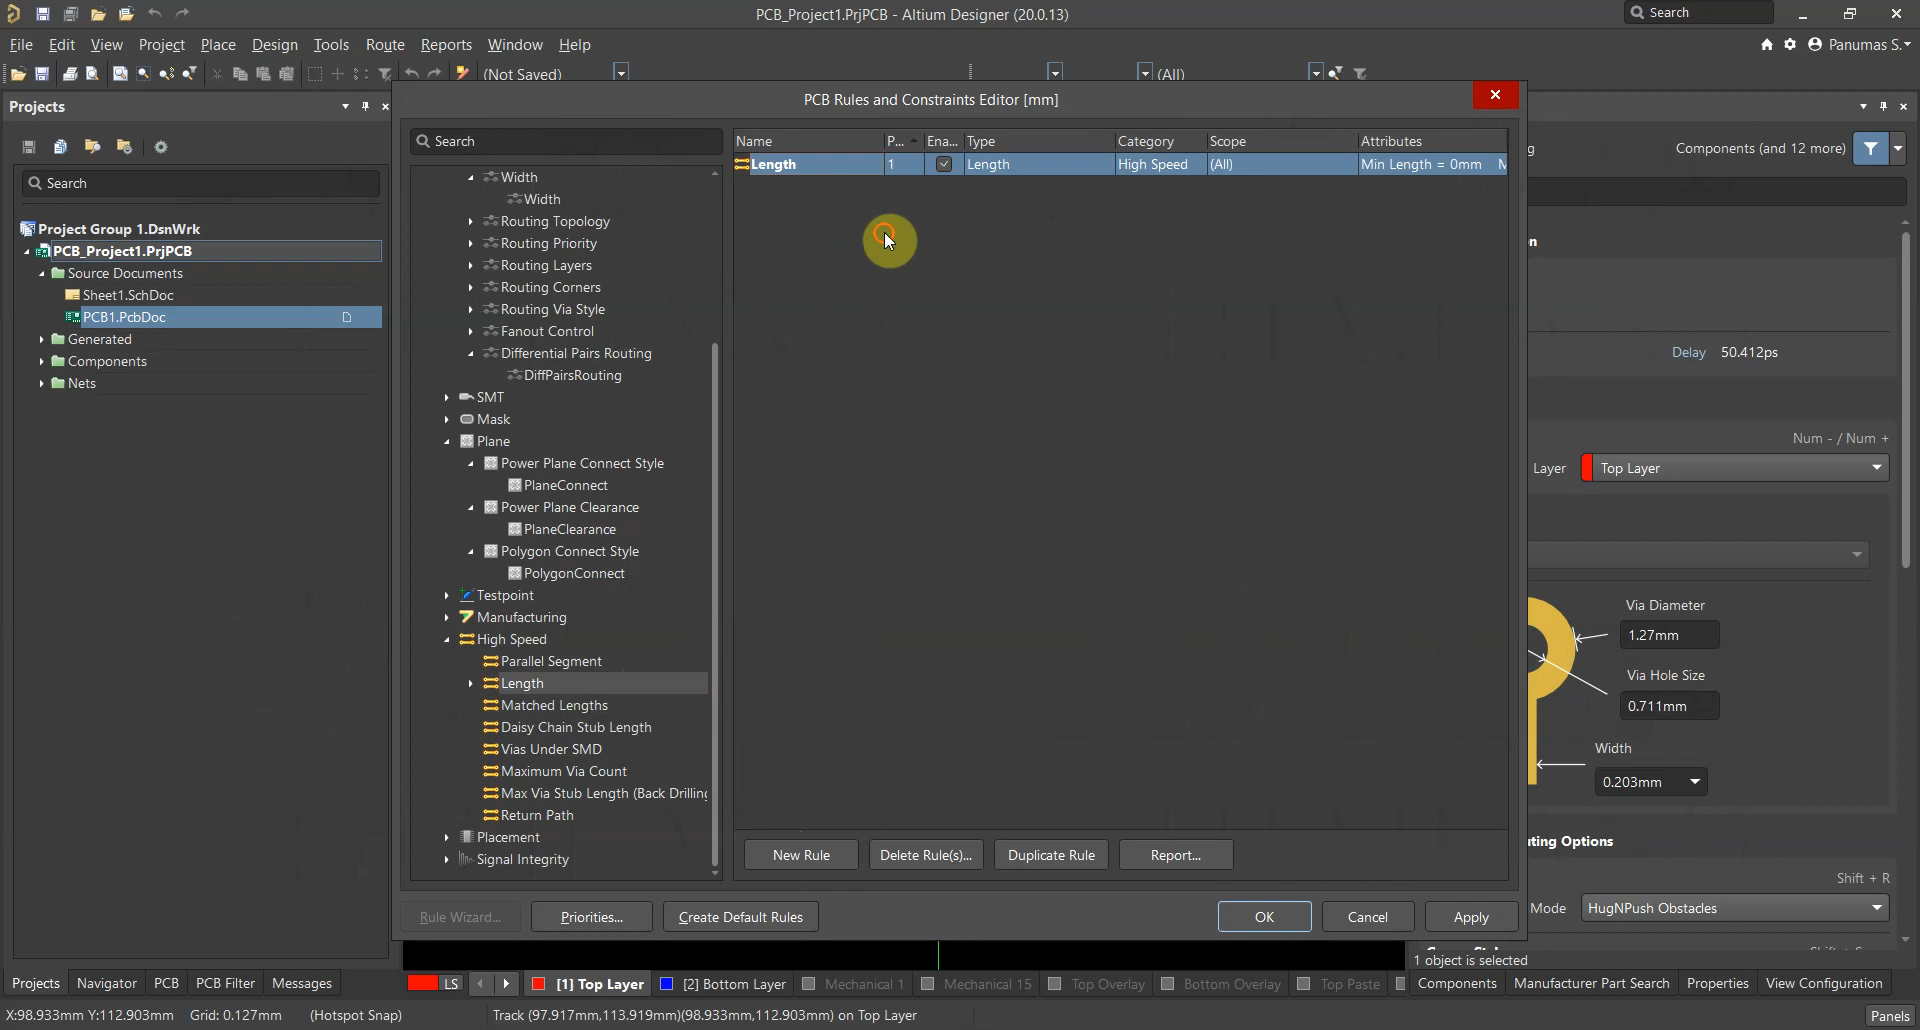 PCB_Project1.PrjPCB - Altium Designer (20.0.13)
Search
File Edit View Project Place Design Tools Route Reports Window Help
Panumas S.
(Not Saved)
(All)
Projects
PCB Rules and Constraints Editor [mm]
Search
Name P... Ena... Type Category Scope Attributes
Length 1 Length High Speed (All) Min Length = 0mm
Components (and 12 more)
Search
Project Group 1.DsnWrk
PCB_Project1.PrjPCB
Source Documents
Sheet1.SchDoc
PCB1.PcbDoc
Generated
Components
Nets
Width
Width
Routing Topology
Routing Priority
Routing Layers
Routing Corners
Routing Via Style
Fanout Control
Differential Pairs Routing
DiffPairsRouting
SMT
Mask
Plane
Power Plane Connect Style
PlaneConnect
Power Plane Clearance
PlaneClearance
Polygon Connect Style
PolygonConnect
Testpoint
Manufacturing
High Speed
Parallel Segment
Length
Matched Lengths
Daisy Chain Stub Length
Vias Under SMD
Maximum Via Count
Max Via Stub Length (Back Drilling
Return Path
Placement
Signal Integrity
New Rule Delete Rule(s)... Duplicate Rule Report...
Rule Wizard... Priorities... Create Default Rules OK Cancel Apply
Delay 50.412ps
Num - / Num +
Layer Top Layer
Via Diameter
1.27mm
Via Hole Size
0.711mm
Width
0.203mm
uting Options
Shift + R
Mode HugNPush Obstacles
1 object is selected
Projects Navigator PCB PCB Filter Messages
LS [1] Top Layer [2] Bottom Layer Mechanical 1 Mechanical 15 Top Overlay Bottom Overlay Top Paste
Components Manufacturer Part Search Properties View Configuration
X:98.933mm Y:112.903mm Grid: 0.127mm (Hotspot Snap) Track (97.917mm,113.919mm)(98.933mm,112.903mm) on Top Layer
Panels